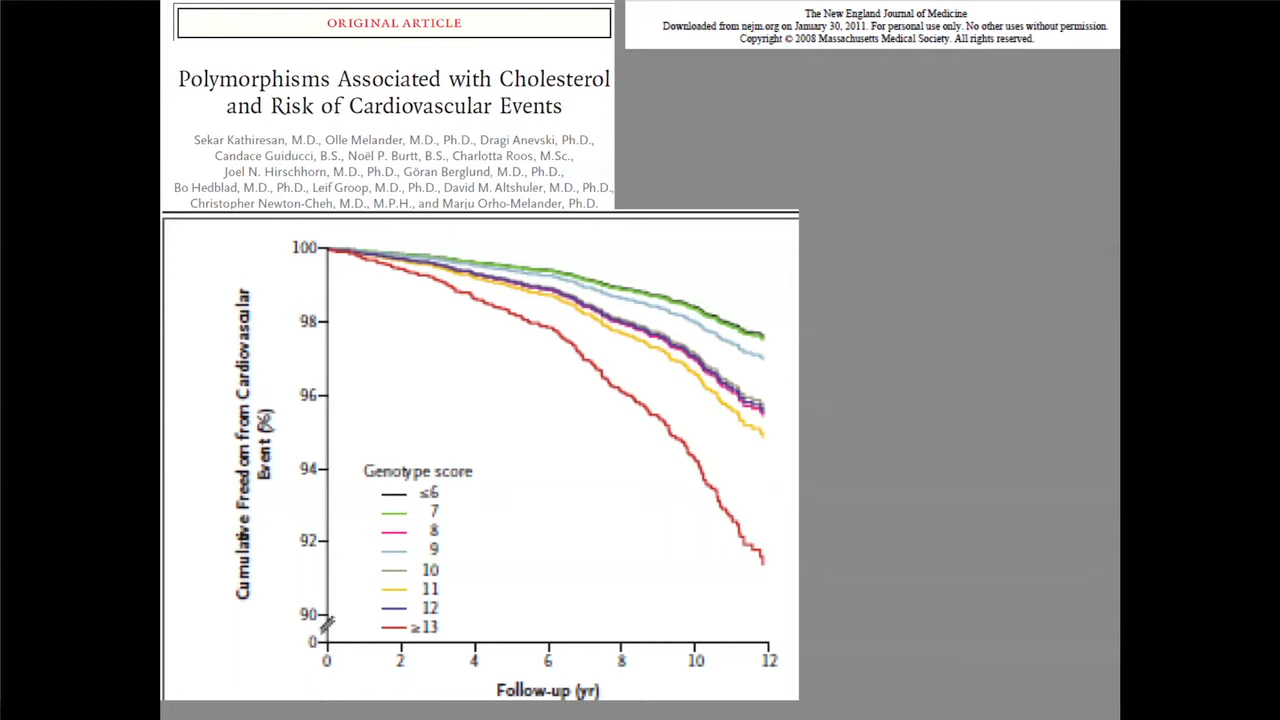 ORIGINAL ARTICLE
Polymorphisms Associated with Cholesterol
and Risk of Cardiovascular Events
Sekar Kathiresan, M.D., Olle Melander, M.D., Ph.D., Dragi Anevski, Ph.D.,
Candace Guiducci, B.S., Noël P. Burtt, B.S., Charlotta Roos, M.Sc.,
Joel N. Hirschhorn, M.D., Ph.D., Göran Berglund, M.D., Ph.D.,
Bo Hedblad, M.D., Ph.D., Leif Groop, M.D., Ph.D., David M. Altshuler, M.D., Ph.D.,
Christopher Newton-Cheh, M.D., M.P.H., and Marju Orho-Melander, Ph.D.
The New England Journal of Medicine
Downloaded from nejm.org on January 30, 2011. For personal use only. No other uses without permission.
Copyright © 2008 Massachusetts Medical Society. All rights reserved.
Cumulative Freedom from Cardiovascular
Event (%)
100
98
96
94
92
90
0
Genotype score
≤6
7
8
9
10
11
12
≥13
0 2 4 6 8 10 12
Follow-up (yr)